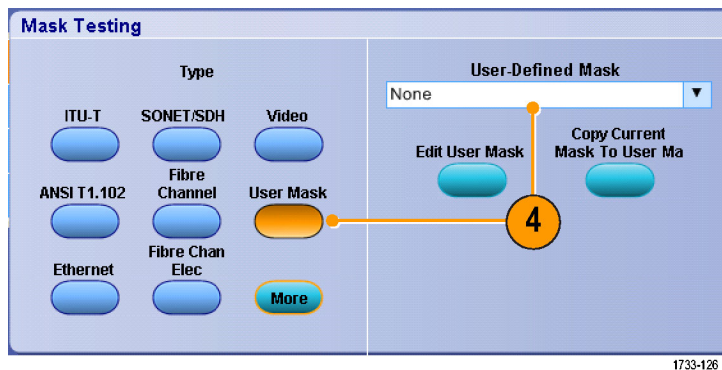 Mask Testing
Type
ITU-T SONET/SDH Video
ANSI T1.102 Fibre Channel User Mask
Ethernet Fibre Chan Elec More
User-Defined Mask
None
Edit User Mask
Copy Current
Mask To User Ma
4
1733-126